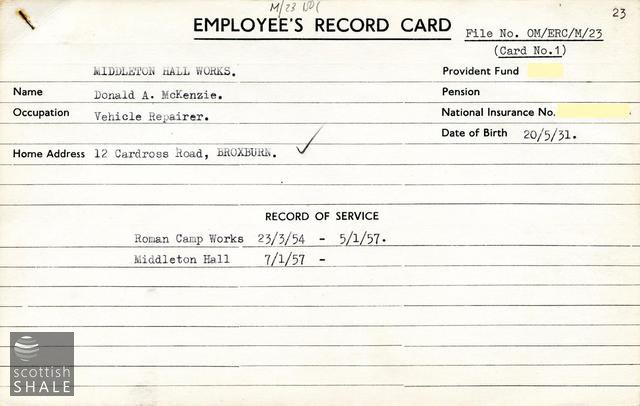 M/23
23
EMPLOYEE'S RECORD CARD
File No. OM/ERC/M/23
(Card No.1)
MIDDLETON HALL WORKS.
Provident Fund
Name Donald A. McKenzie.
Pension
Occupation Vehicle Repairer.
National Insurance No.
Date of Birth 20/5/31.
Home Address 12 Cardross Road, BROXBURN.
RECORD OF SERVICE
Roman Camp Works 23/3/54 - 5/1/57.
Middleton Hall 7/1/57 -
scottish
SHALE